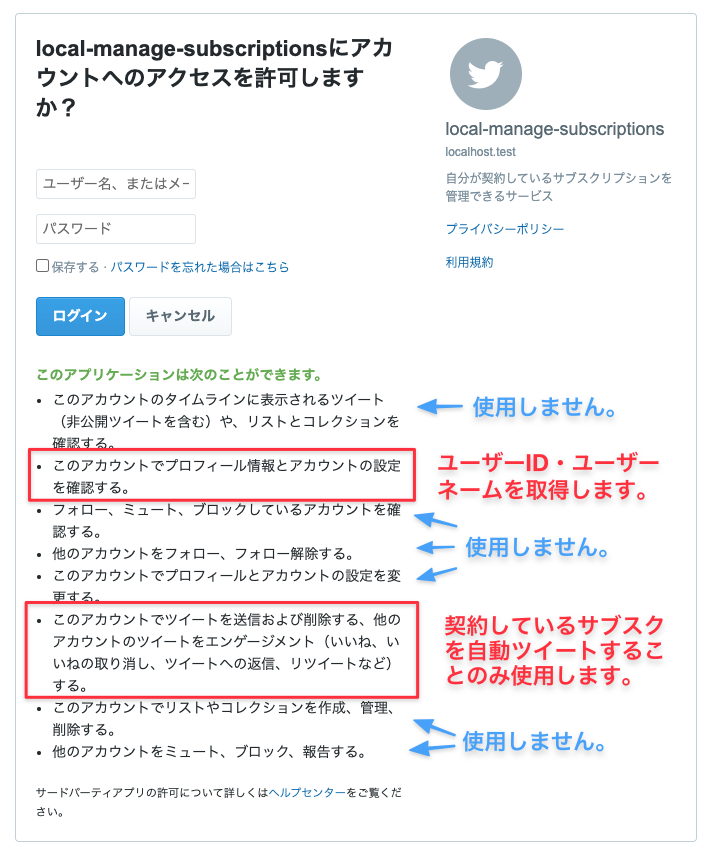 local-manage-subscriptionsにアカ
ウントへのアクセスを許可します
か？
ユーザー名、またはメー
パスワード
保存する · パスワードを忘れた場合はこちら
ログイン
キャンセル
local-manage-subscriptions
localhost.test
自分が契約しているサブスクリプションを
管理できるサービス
プライバシーポリシー
利用規約
このアプリケーションは次のことができます。
• このアカウントのタイムラインに表示されるツイート
（非公開ツイートを含む）や、リストとコレクションを
確認する。
使用しません。
• このアカウントでプロフィール情報とアカウントの設定
を確認する。
ユーザーID・ユーザー
ネームを取得します。
• フォロー、ミュート、ブロックしているアカウントを確
認する。
• 他のアカウントをフォロー、フォロー解除する。
• このアカウントでプロフィールとアカウントの設定を変
更する。
使用しません。
• このアカウントでツイートを送信および削除する、他の
アカウントのツイートをエンゲージメント（いいね、い
いねの取り消し、ツイートへの返信、リツイートなど）
する。
契約しているサブスク
を自動ツイートするこ
とのみ使用します。
• このアカウントでリストやコレクションを作成、管理、
削除する。
• 他のアカウントをミュート、ブロック、報告する。
使用しません。
サードパーティアプリの許可について詳しくはヘルプセンターをご覧くだ
さい。